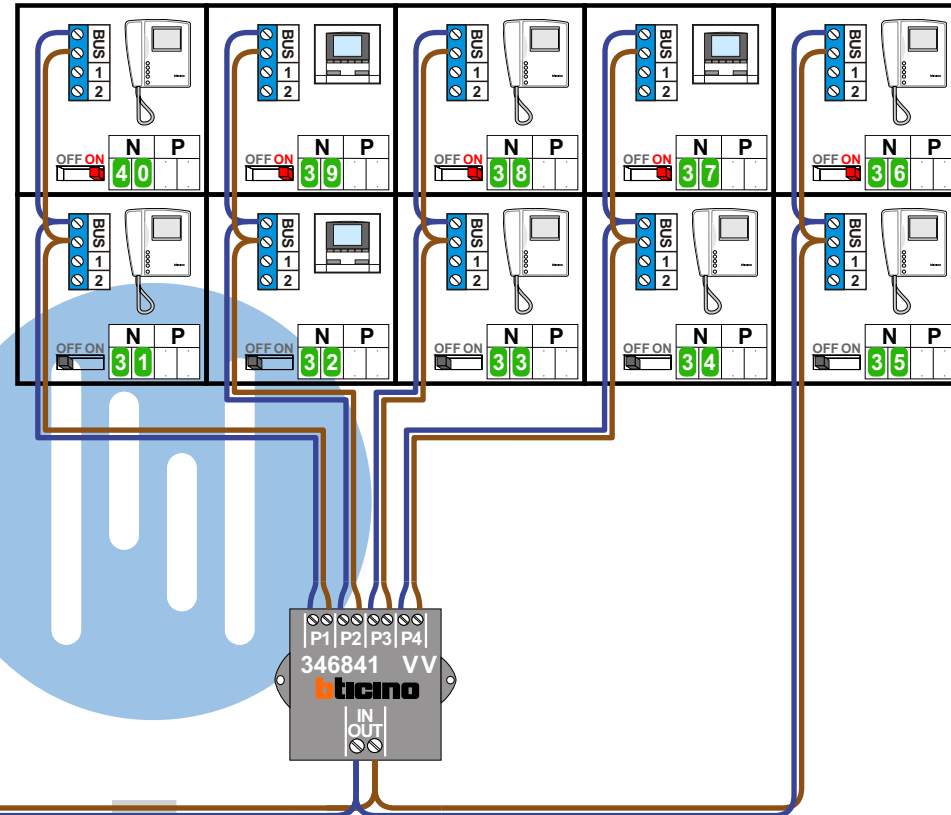 BUS 1 2
BUS 1 2
BUS 1 2
BUS 1 2
BUS 1 2
OFF ON N P 40
OFF ON N P 39
OFF ON N P 38
OFF ON N P 37
OFF ON N P 36
BUS 1 2
BUS 1 2
BUS 1 2
BUS 1 2
BUS 1 2
OFF ON N P 31
OFF ON N P 32
OFF ON N P 33
OFF ON N P 34
OFF ON N P 35
P1 P2 P3 P4
346841 VV
bticino
IN
OUT